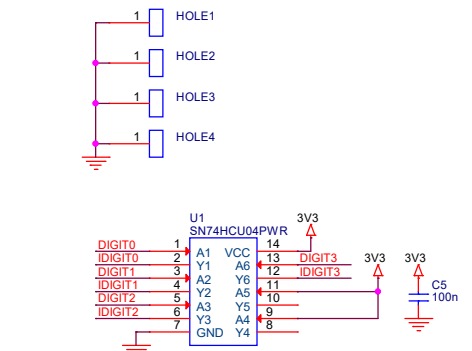 1 HOLE1
1 HOLE2
1 HOLE3
1 HOLE4
U1
SN74HCU04PWR
3V3
DIGIT0 1 A1 VCC 14
IDIGIT0 2 Y1 A6 13 DIGIT3
DIGIT1 3 A2 Y6 12 IDIGIT3
IDIGIT1 4 Y2 A5 11
DIGIT2 5 A3 Y5 10
IDIGIT2 6 Y3 A4 9
7 GND Y4 8
3V3
3V3
C5
100n